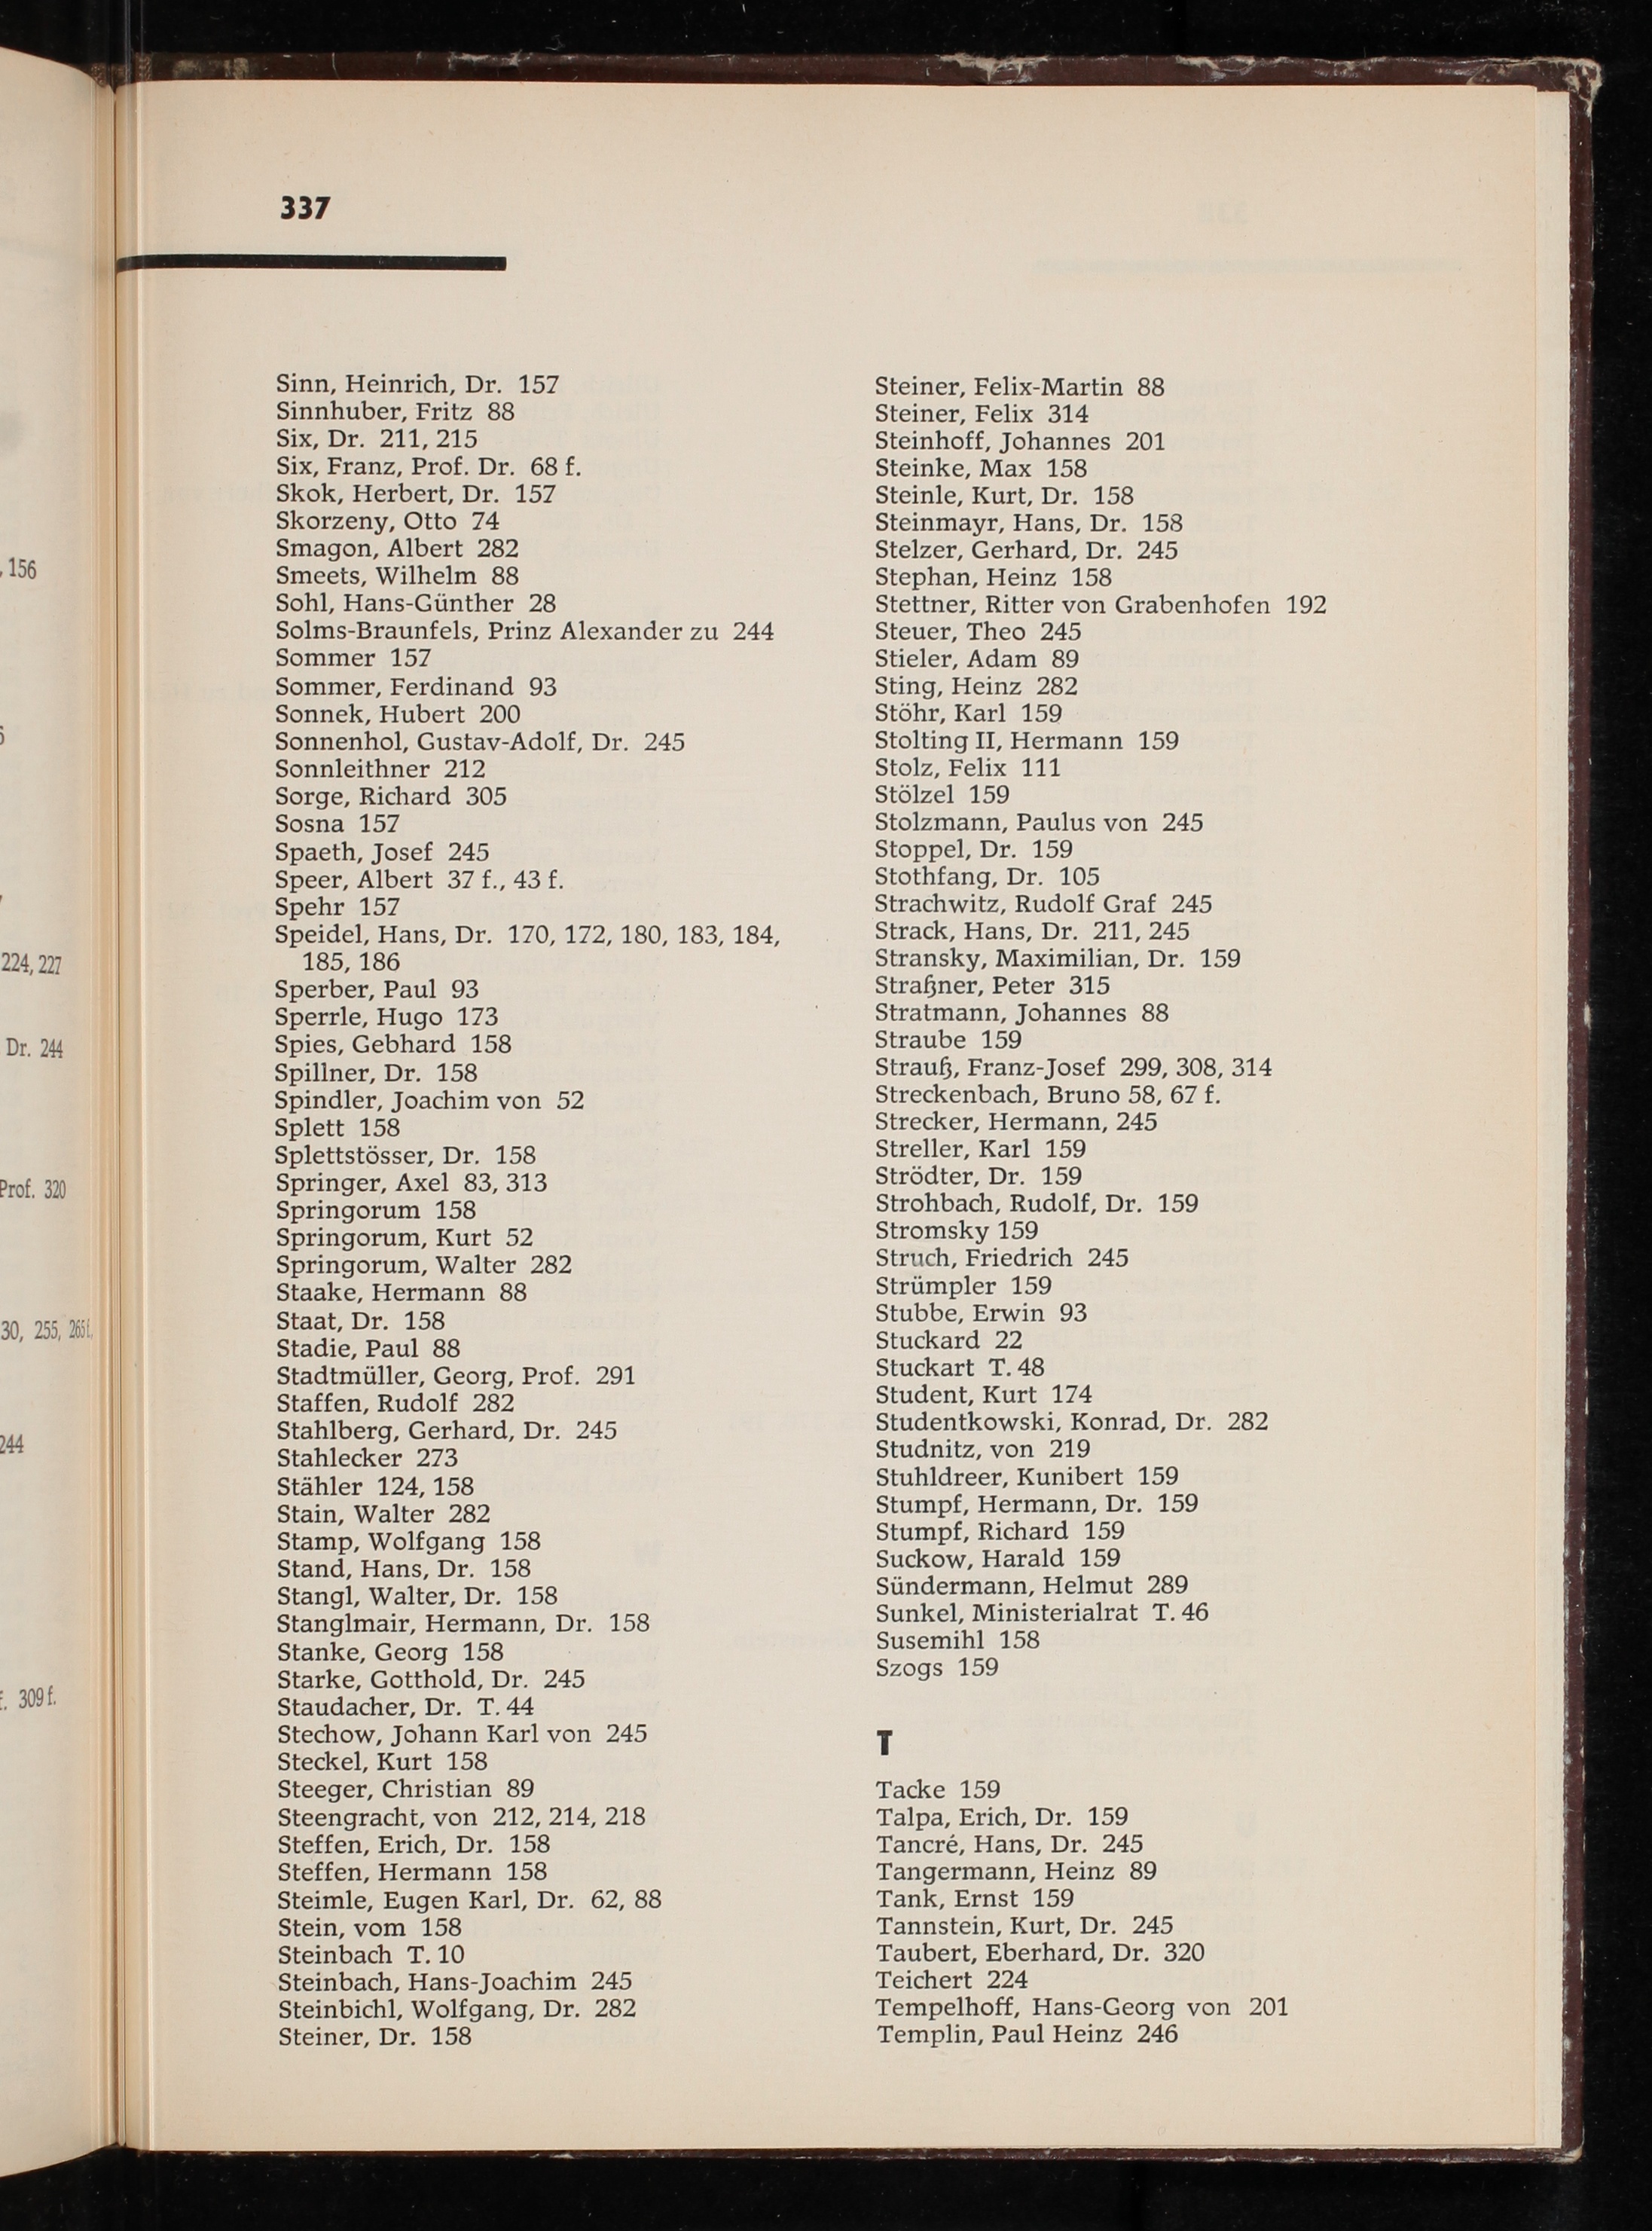 , 156
224, 227
Dr. 244
Prof. 320
30, 255, 265 f.
244
f. 309 f.
337
Sinn, Heinrich, Dr. 157
Sinnhuber, Fritz 88
Six, Dr. 211, 215
Six, Franz, Prof. Dr. 68 f.
Skok, Herbert, Dr. 157
Skorzeny, Otto 74
Smagon, Albert 282
Smeets, Wilhelm 88
Sohl, Hans-Günther 28
Solms-Braunfels, Prinz Alexander zu 244
Sommer 157
Sommer, Ferdinand 93
Sonnek, Hubert 200
Sonnenhol, Gustav-Adolf, Dr. 245
Sonnleithner 212
Sorge, Richard 305
Sosna 157
Spaeth, Josef 245
Speer, Albert 37 f., 43 f.
Spehr 157
Speidel, Hans, Dr. 170, 172, 180, 183, 184,
185, 186
Sperber, Paul 93
Sperrle, Hugo 173
Spies, Gebhard 158
Spillner, Dr. 158
Spindler, Joachim von 52
Splett 158
Splettstösser, Dr. 158
Springer, Axel 83, 313
Springorum 158
Springorum, Kurt 52
Springorum, Walter 282
Staake, Hermann 88
Staat, Dr. 158
Stadie, Paul 88
Stadtmüller, Georg, Prof. 291
Staffen, Rudolf 282
Stahlberg, Gerhard, Dr. 245
Stahlecker 273
Stähler 124, 158
Stain, Walter 282
Stamp, Wolfgang 158
Stand, Hans, Dr. 158
Stangl, Walter, Dr. 158
Stanglmair, Hermann, Dr. 158
Stanke, Georg 158
Starke, Gotthold, Dr. 245
Staudacher, Dr. T. 44
Stechow, Johann Karl von 245
Steckel, Kurt 158
Steeger, Christian 89
Steengracht, von 212, 214, 218
Steffen, Erich, Dr. 158
Steffen, Hermann 158
Steimle, Eugen Karl, Dr. 62, 88
Stein, vom 158
Steinbach T. 10
Steinbach, Hans-Joachim 245
Steinbichl, Wolfgang, Dr. 282
Steiner, Dr. 158
Steiner, Felix-Martin 88
Steiner, Felix 314
Steinhoff, Johannes 201
Steinke, Max 158
Steinle, Kurt, Dr. 158
Steinmayr, Hans, Dr. 158
Stelzer, Gerhard, Dr. 245
Stephan, Heinz 158
Stettner, Ritter von Grabenhofen 192
Steuer, Theo 245
Stieler, Adam 89
Sting, Heinz 282
Stöhr, Karl 159
Stolting II, Hermann 159
Stolz, Felix 111
Stölzel 159
Stolzmann, Paulus von 245
Stoppel, Dr. 159
Stothfang, Dr. 105
Strachwitz, Rudolf Graf 245
Strack, Hans, Dr. 211, 245
Stransky, Maximilian, Dr. 159
Straßner, Peter 315
Stratmann, Johannes 88
Straube 159
Strauß, Franz-Josef 299, 308, 314
Streckenbach, Bruno 58, 67 f.
Strecker, Hermann, 245
Streller, Karl 159
Strödter, Dr. 159
Strohbach, Rudolf, Dr. 159
Stromsky 159
Struch, Friedrich 245
Strümpler 159
Stubbe, Erwin 93
Stuckard 22
Stuckart T. 48
Student, Kurt 174
Studentkowski, Konrad, Dr. 282
Studnitz, von 219
Stuhldreer, Kunibert 159
Stumpf, Hermann, Dr. 159
Stumpf, Richard 159
Suckow, Harald 159
Sündermann, Helmut 289
Sunkel, Ministerialrat T. 46
Susemihl 158
Szogs 159
T
Tacke 159
Talpa, Erich, Dr. 159
Tancré, Hans, Dr. 245
Tangermann, Heinz 89
Tank, Ernst 159
Tannstein, Kurt, Dr. 245
Taubert, Eberhard, Dr. 320
Teichert 224
Tempelhoff, Hans-Georg von 201
Templin, Paul Heinz 246